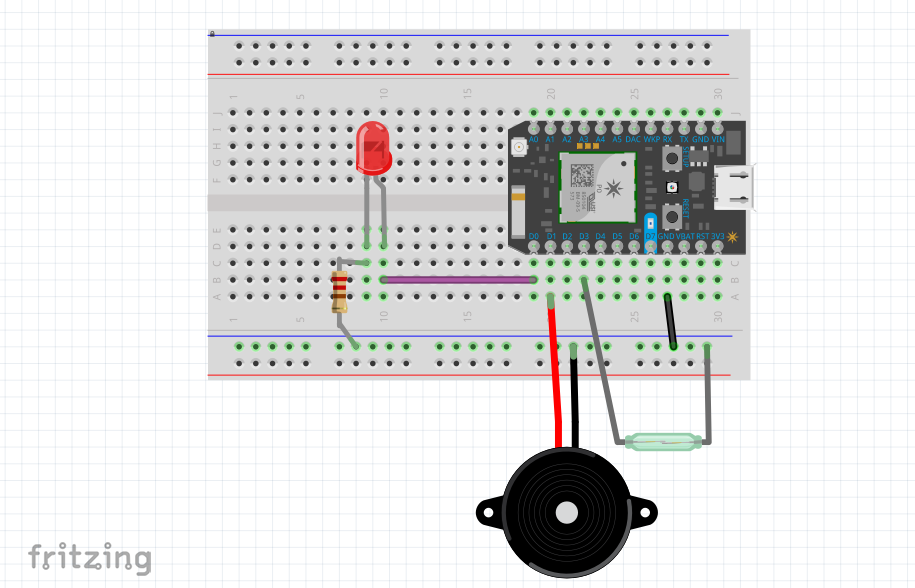 1 5 10 15 20 25 30
J J
I I
H
G
F
A0 A1 A2 A3 A4 A5 DAC WKP RX TX GND VIN
SETUP
RESET
D0 D1 D2 D3 D4 D5 D6 D7 GND VBAT RST 3V3
E
D
C C
B B
A A
1 5 10 15 20 25 30
fritzing